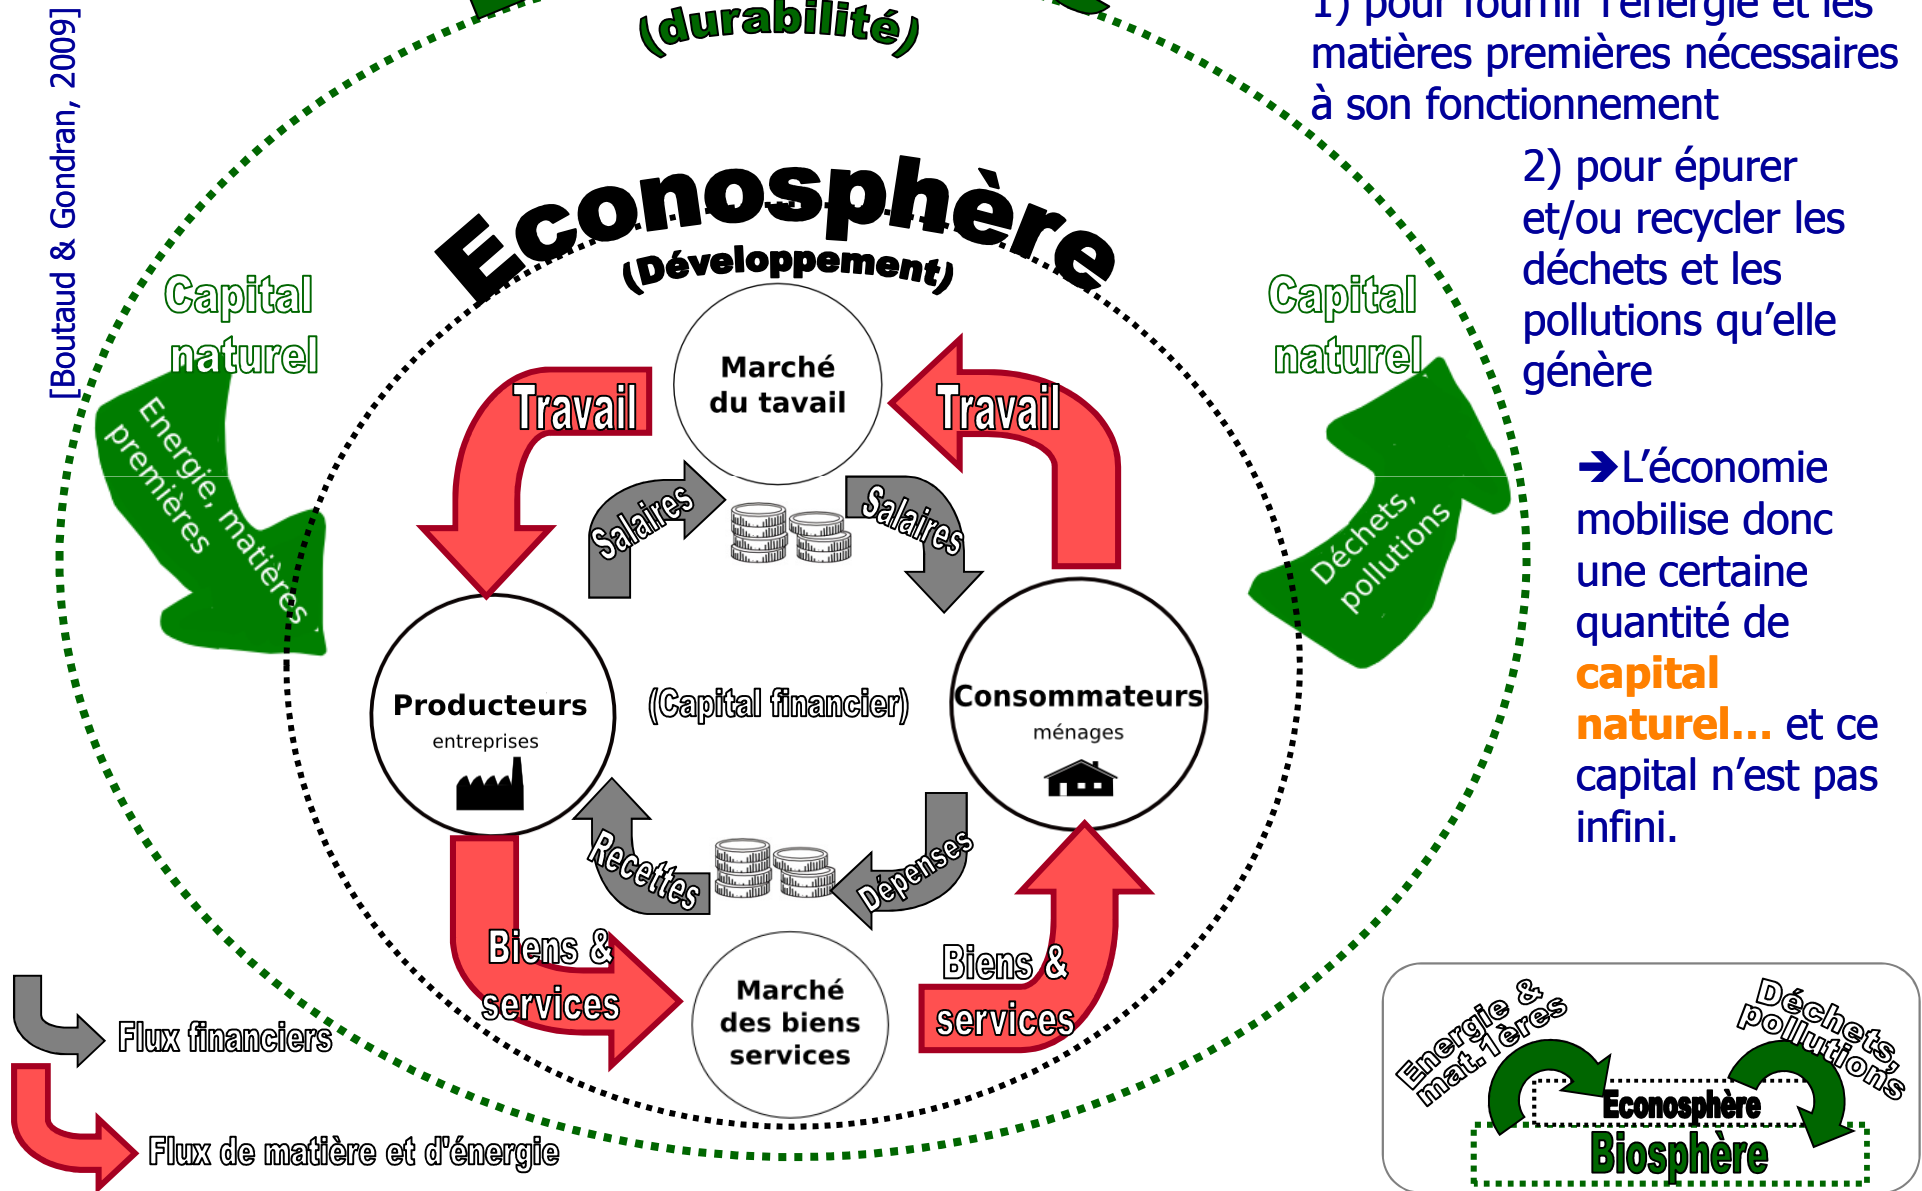 (durabilité)
1) pour fournir l'énergie et les
matières premières nécessaires
à son fonctionnement
[Boutaud & Gondran, 2009]
2) pour épurer
et/ou recycler les
déchets et les
pollutions qu’elle
génère
Econosphère
(Développement)
Capital
naturel
Capital
naturel
Energie, matières
premières
Déchets,
pollutions
Marché
du tavail
Travail
Travail
Salaires
Salaires
➔L’économie
mobilise donc
une certaine
quantité de
capital
naturel... et ce
capital n’est pas
infini.
Producteurs
entreprises
(Capital financier)
Consommateurs
ménages
Recettes
Dépenses
Biens &
services
Biens &
services
Marché
des biens
services
Flux financiers
Flux de matière et d'énergie
Energie &
mat.1ères
Déchets,
pollutions
Econosphère
Biosphère